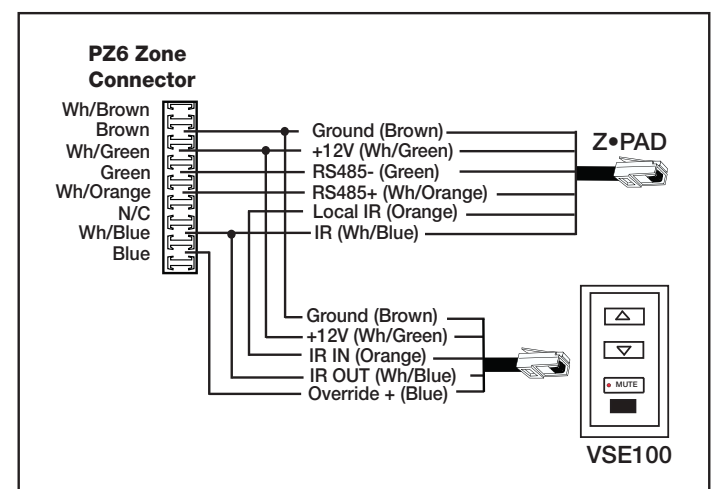 PZ6 Zone
Connector
Wh/Brown
Brown
Wh/Green
Green
Wh/Orange
N/C
Wh/Blue
Blue
Ground (Brown)
+12V (Wh/Green)
RS485- (Green)
RS485+ (Wh/Orange)
Local IR (Orange)
IR (Wh/Blue)
Z•PAD
Ground (Brown)
+12V (Wh/Green)
IR IN (Orange)
IR OUT (Wh/Blue)
Override + (Blue)
MUTE
VSE100